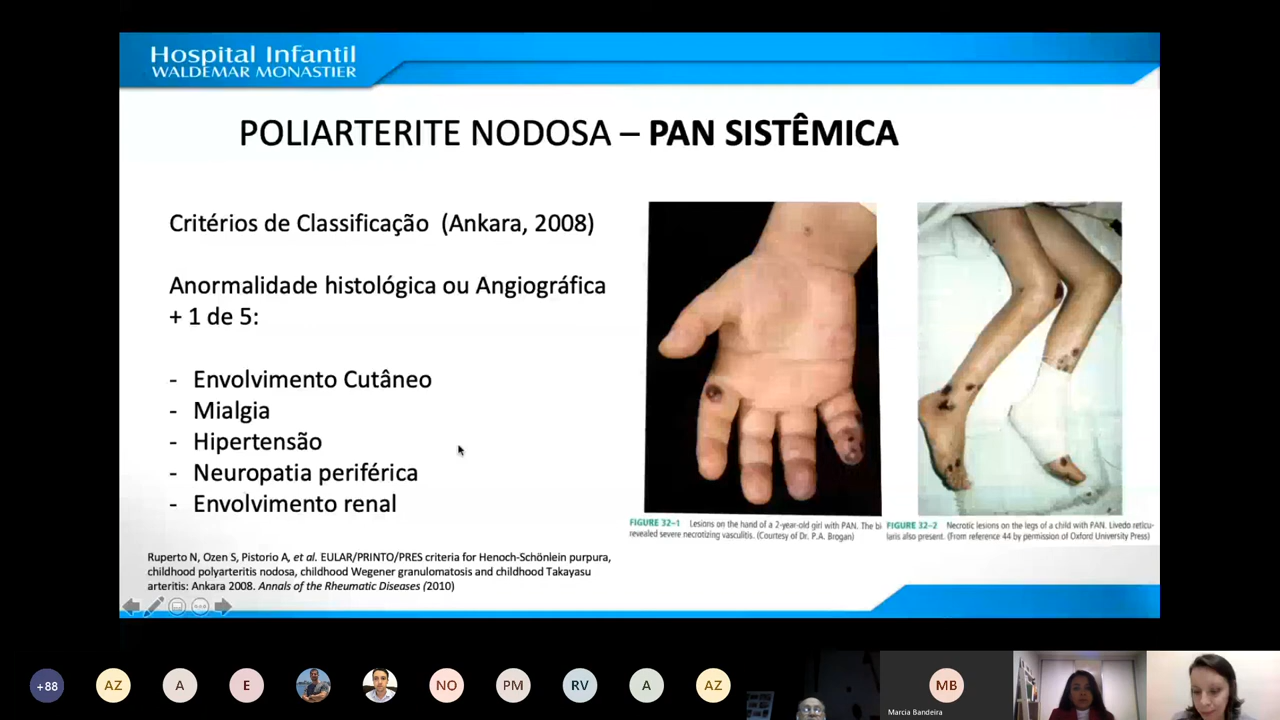 Hospital Infantil
WALDEMAR MONASTIER
POLIARTERITE NODOSA – PAN SISTÊMICA
Critérios de Classificação (Ankara, 2008)
Anormalidade histológica ou Angiográfica
+ 1 de 5:
- Envolvimento Cutâneo
- Mialgia
- Hipertensão
- Neuropatia periférica
- Envolvimento renal
FIGURE 32-1 Lesions on the hand of a 2-year-old girl with PAN. The bi
revealed severe necrotizing vasculitis. (Courtesy of Dr. P.A. Brogan)
FIGURE 32-2 Necrotic lesions on the legs of a child with PAN. Livedo reticu-
laris also present. (From reference 44 by permission of Oxford University Press)
Ruperto N, Ozen S, Pistorio A, et al. EULAR/PRINTO/PRES criteria for Henoch-Schönlein purpura,
childhood polyarteritis nodosa, childhood Wegener granulomatosis and childhood Takayasu
arteritis: Ankara 2008. Annals of the Rheumatic Diseases (2010)
+88
AZ
A
E
NO
PM
RV
A
AZ
MB
Marcia Bandeira